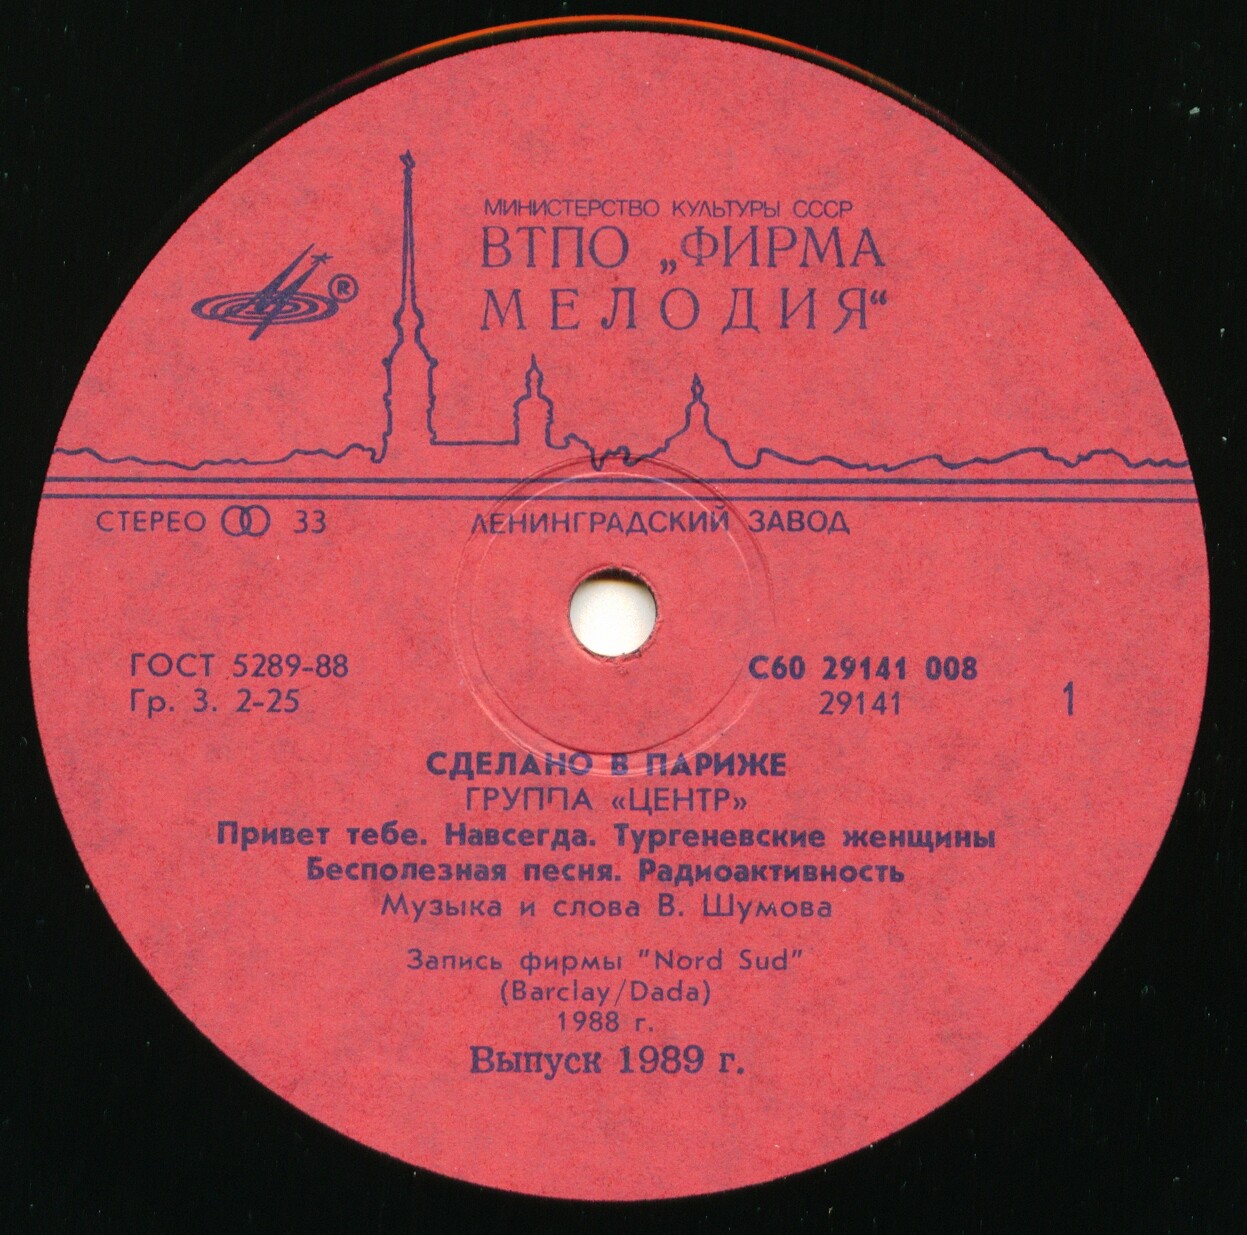 МИНИСТЕРСТВО КУЛЬТУРЫ СССР
ВТПО „ФИРМА
МЕЛОДИЯ“
®
СТЕРЕО 33
ЛЕНИНГРАДСКИЙ ЗАВОД
ГОСТ 5289-88
Гр. 3. 2-25
С60 29141 008
29141
1
СДЕЛАНО В ПАРИЖЕ
ГРУППА «ЦЕНТР»
Привет тебе. Навсегда. Тургеневские женщины
Бесполезная песня. Радиоактивность
Музыка и слова В. Шумова
Запись фирмы "Nord Sud"
(Barclay/Dada)
1988 г.
Выпуск 1989 г.